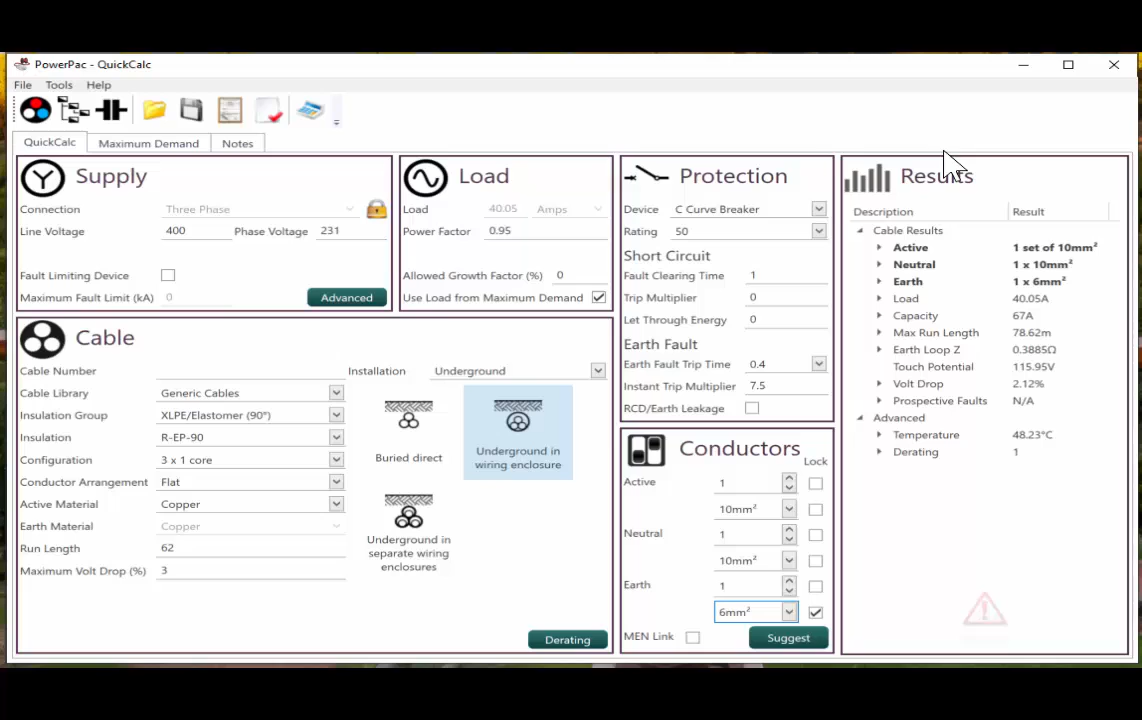 PowerPac - QuickCalc
File Tools Help
QuickCalc Maximum Demand Notes
Supply
Connection Three Phase
Line Voltage 400 Phase Voltage 231
Fault Limiting Device
Maximum Fault Limit (kA) 0 Advanced
Load
Load 40.05 Amps
Power Factor 0.95
Allowed Growth Factor (%) 0
Use Load from Maximum Demand
Cable
Cable Number
Cable Library Generic Cables
Insulation Group XLPE/Elastomer (90°)
Insulation R-EP-90
Configuration 3 x 1 core
Conductor Arrangement Flat
Active Material Copper
Earth Material Copper
Run Length 62
Maximum Volt Drop (%) 3
Installation Underground
Buried direct
Underground in
wiring enclosure
Underground in
separate wiring
enclosures
Derating
Protection
Device C Curve Breaker
Rating 50
Short Circuit
Fault Clearing Time 1
Trip Multiplier 0
Let Through Energy 0
Earth Fault
Earth Fault Trip Time 0.4
Instant Trip Multiplier 7.5
RCD/Earth Leakage
Conductors
Lock
Active 1
10mm²
Neutral 1
10mm²
Earth 1
6mm²
MEN Link Suggest
Results
Description Result
Cable Results
Active 1 set of 10mm²
Neutral 1 x 10mm²
Earth 1 x 6mm²
Load 40.05A
Capacity 67A
Max Run Length 78.62m
Earth Loop Z 0.3885Ω
Touch Potential 115.95V
Volt Drop 2.12%
Prospective Faults N/A
Advanced
Temperature 48.23°C
Derating 1